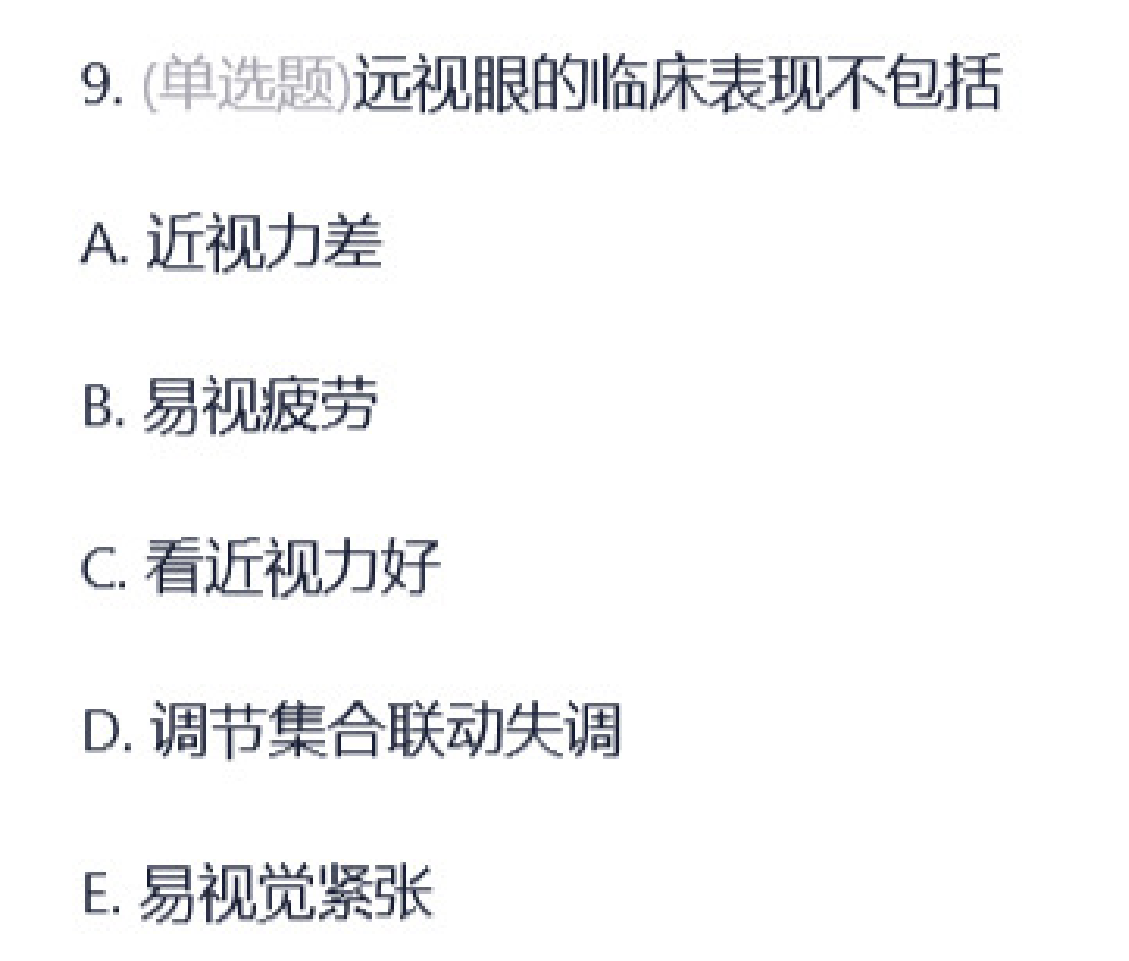 9. (单选题)远视眼的临床表现不包括
A. 近视力差
B. 易视疲劳
C. 看近视力好
D. 调节集合联动失调
E. 易视觉紧张